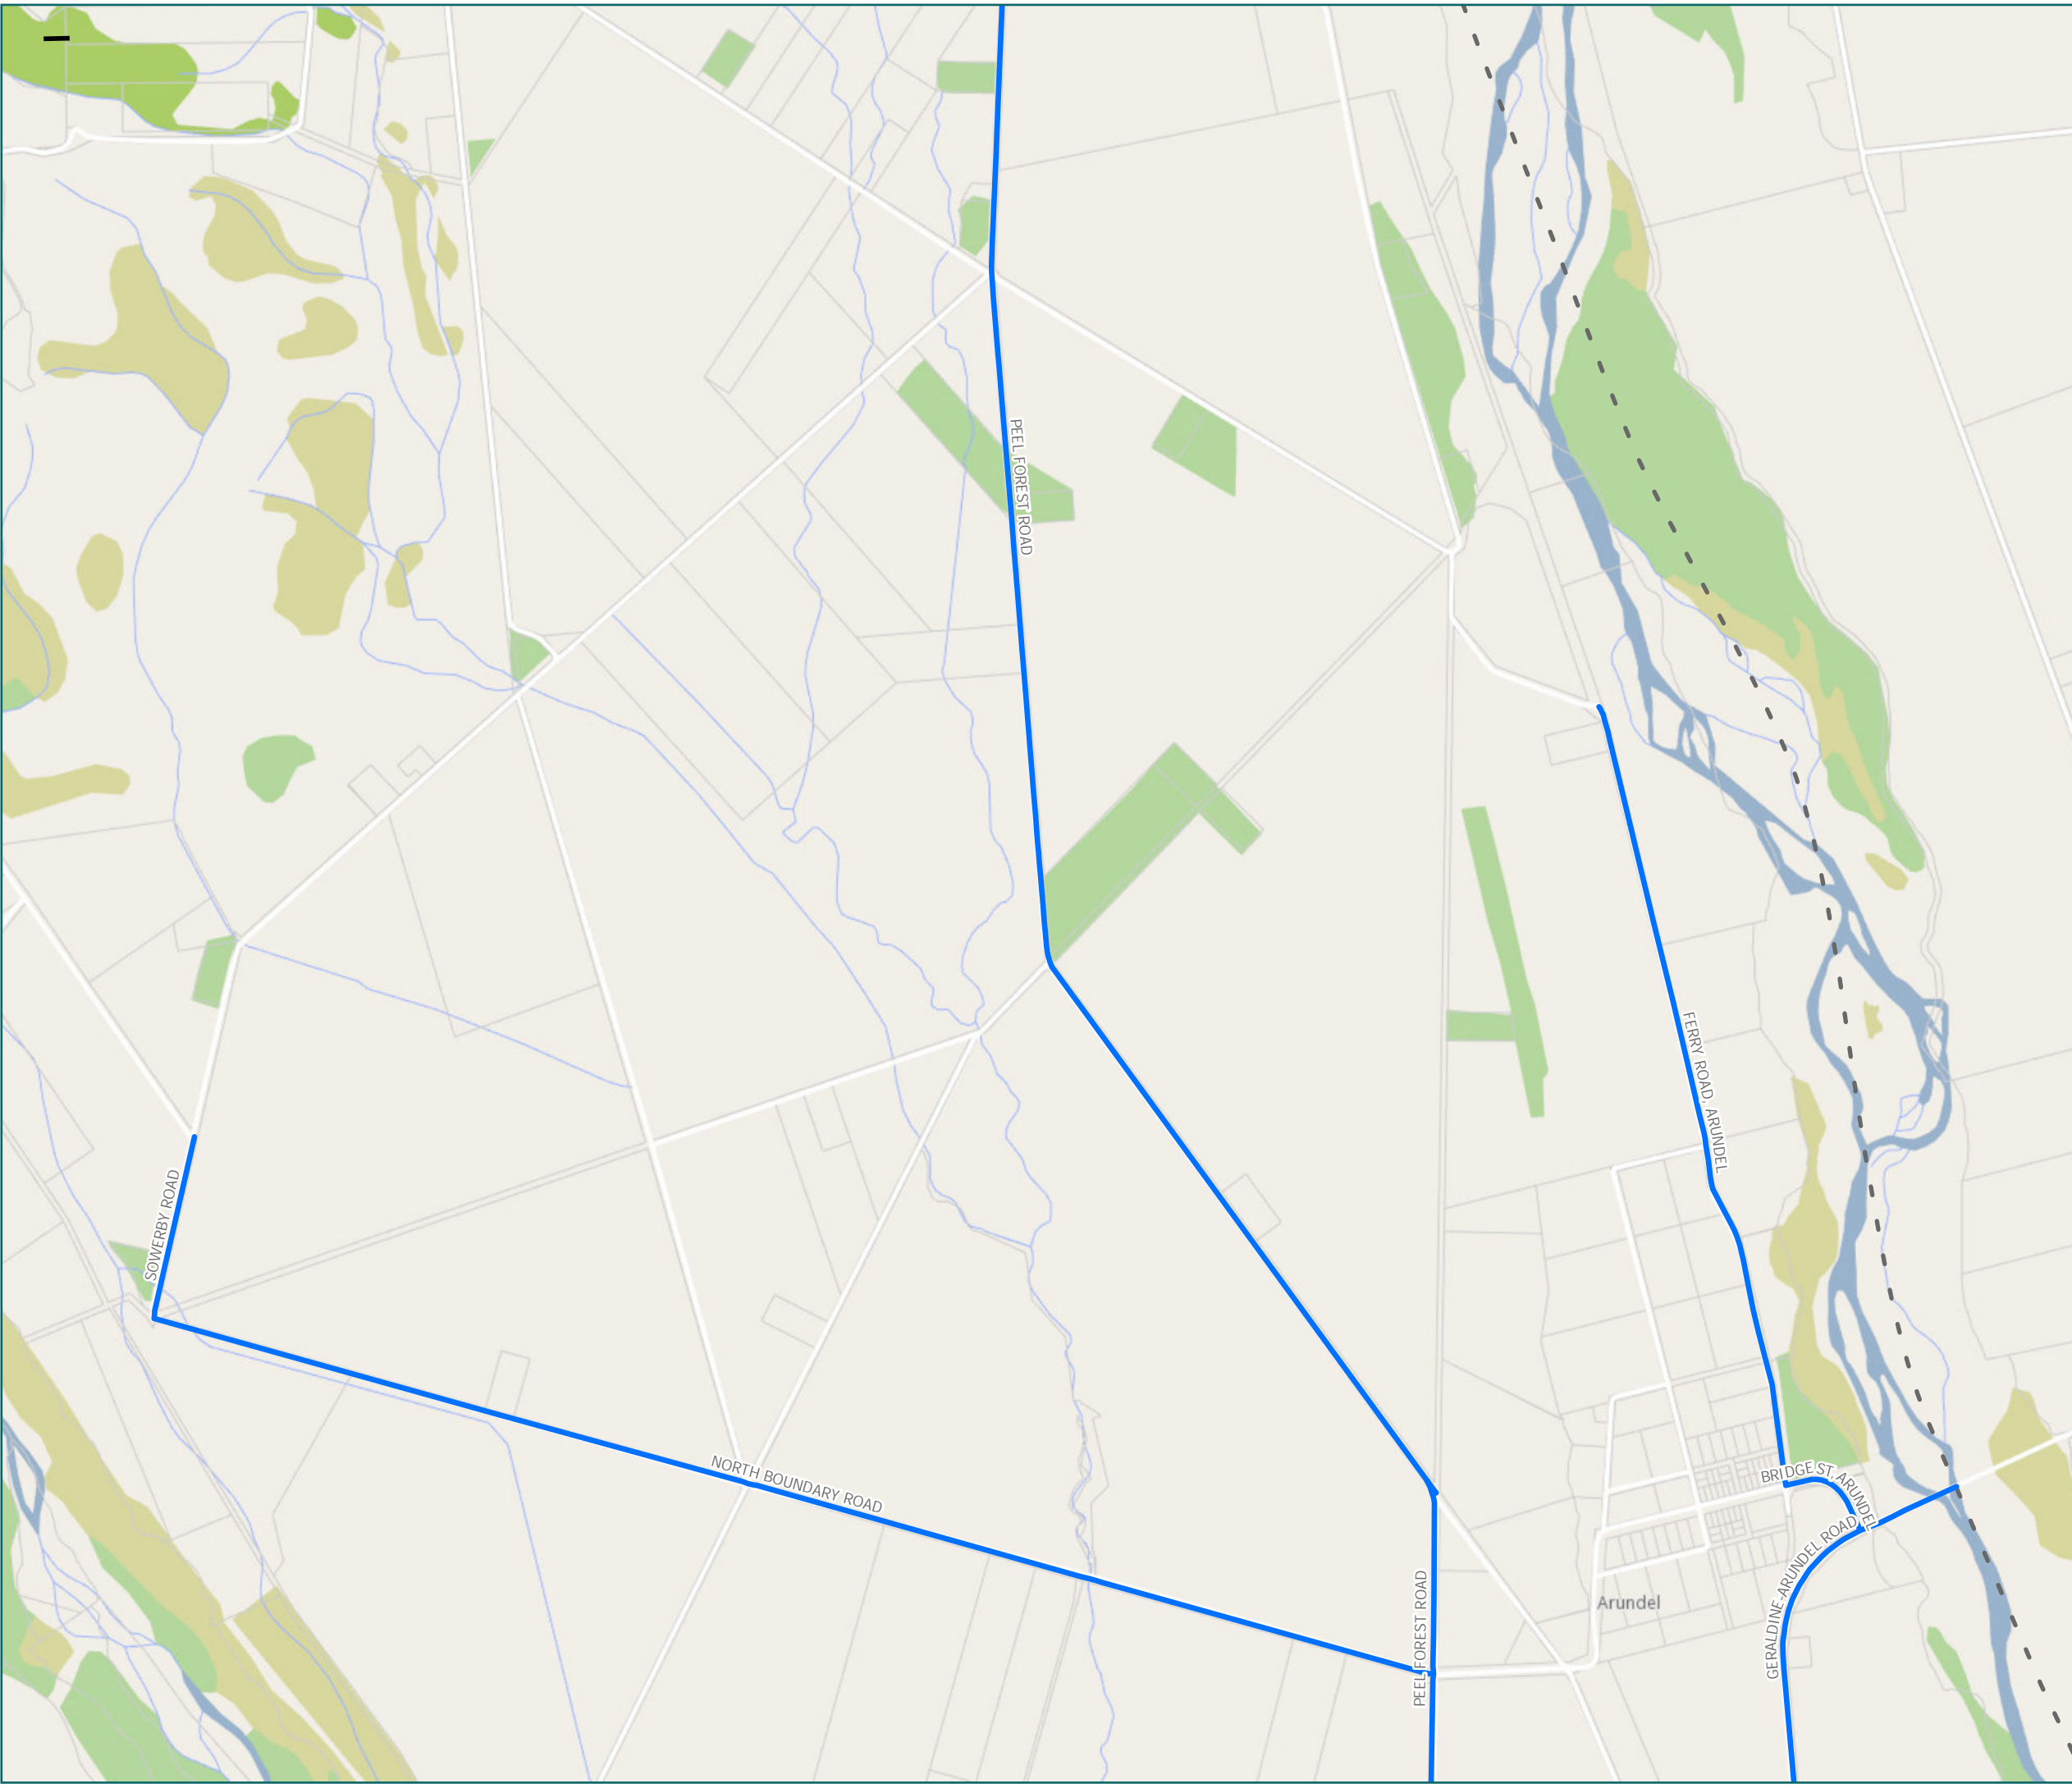 PEEL FOREST ROAD
FERRY ROAD, ARUNDEL
SOWERBY ROAD
NORTH BOUNDARY ROAD
BRIDGE ST, ARUNDEL
GERALDINE-ARUNDEL ROAD
PEEL FOREST ROAD
Arundel